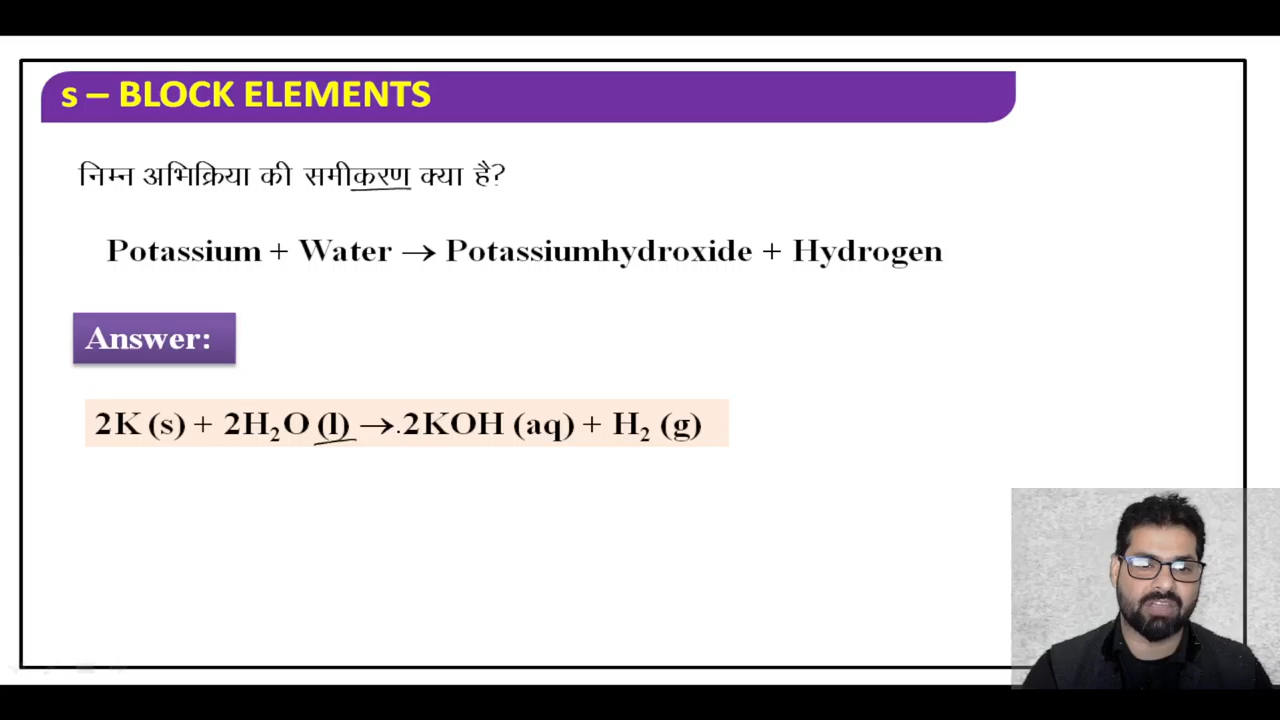 s – BLOCK ELEMENTS
निम्न अभिक्रिया की समीकरण क्या है?
Potassium + Water → Potassiumhydroxide + Hydrogen
Answer:
2K (s) + 2H₂O (l) → 2KOH (aq) + H₂ (g)